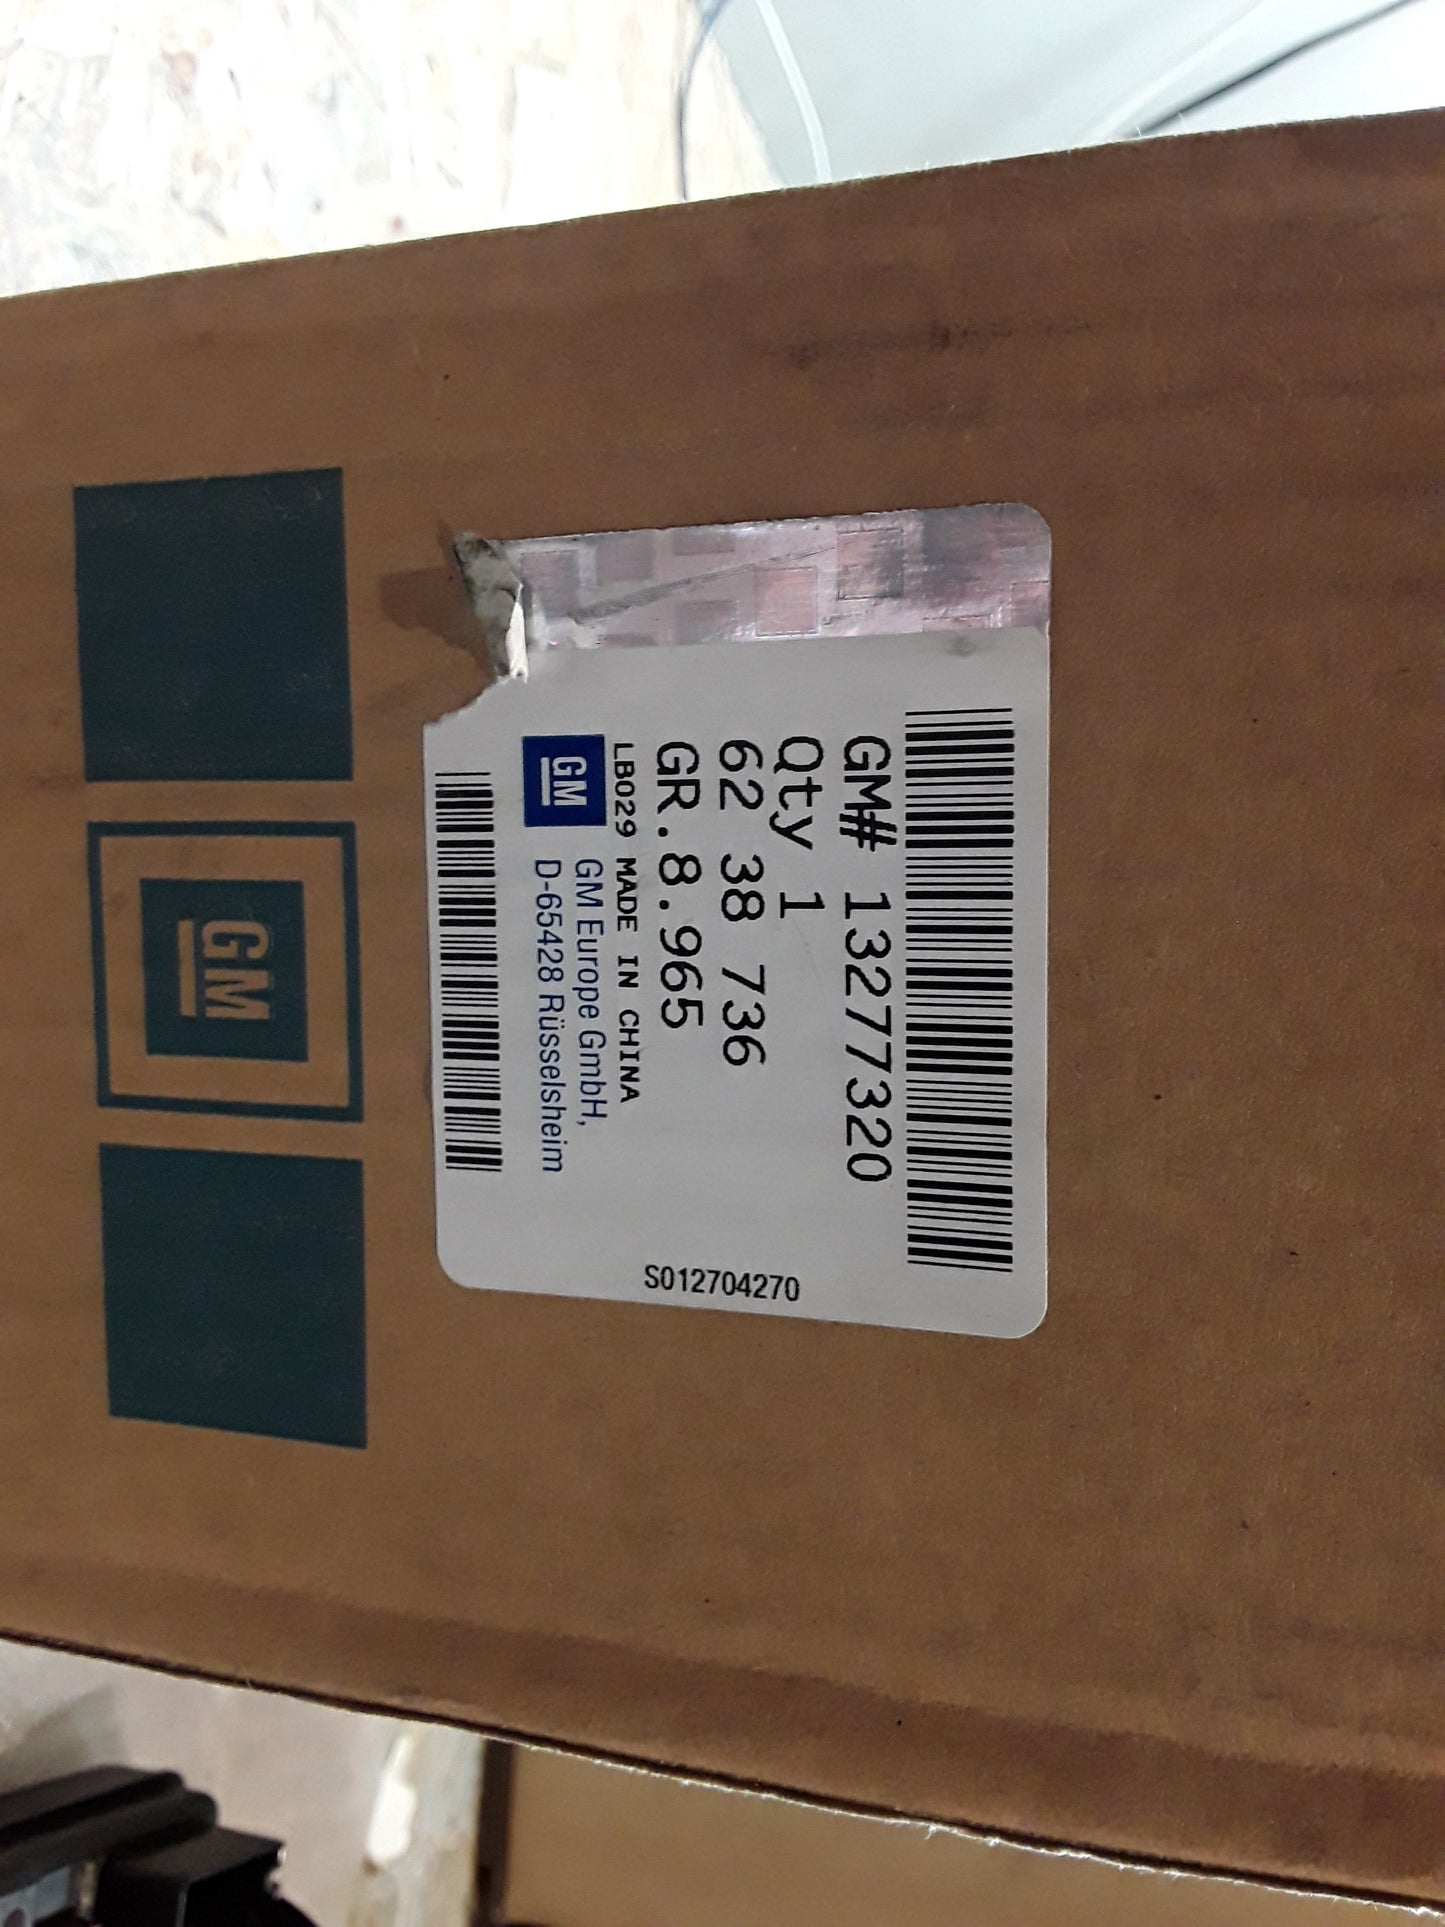 GM# 13277320
Qty 1
62 38 736
GR.8.965
LB029 MADE IN CHINA
GM
GM Europe GmbH,
D-65428 Rüsselsheim
S012704270
GM